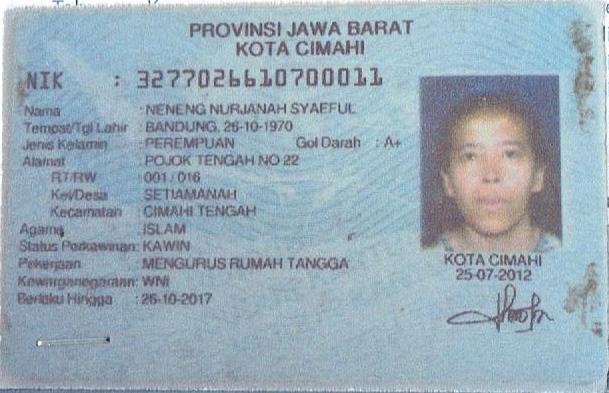 PROVINSI JAWA BARAT
KOTA CIMAHI
NIK : 3277026610700011
Nama : NENENG NURJANAH SYAEFUL
Tempat/Tgl Lahir : BANDUNG, 26-10-1970
Jenis Kelamin : PEREMPUAN Gol Darah : A+
Alamat : POJOK TENGAH NO 22
RT/RW : 001 / 016
Kel/Desa : SETIAMANAH
Kecamatan : CIMAHI TENGAH
Agama : ISLAM
Status Perkawinan: KAWIN
Pekerjaan : MENGURUS RUMAH TANGGA
Kewarganegaraan: WNI
Berlaku Hingga : 26-10-2017
KOTA CIMAHI
25-07-2012